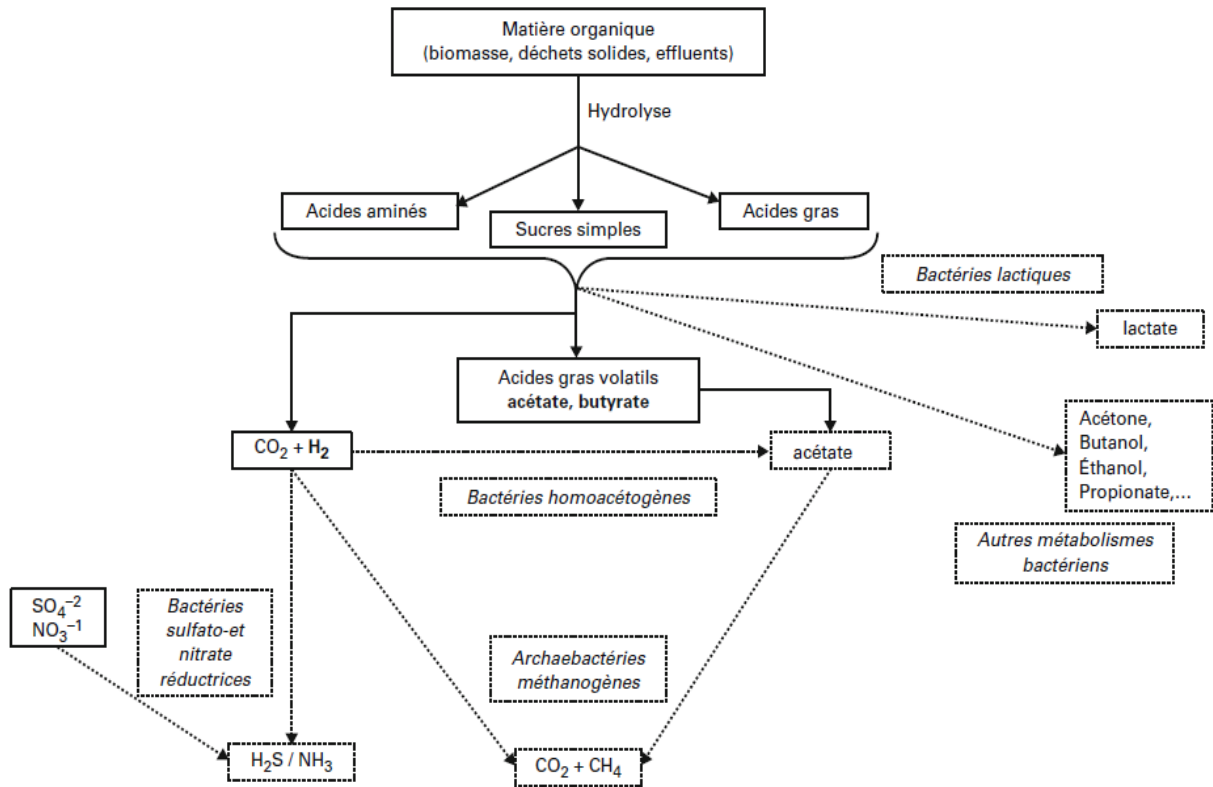 Matière organique
(biomasse, déchets solides, effluents)
Hydrolyse
Acides aminés
Sucres simples
Acides gras
Bactéries lactiques
lactate
Acides gras volatils
acétate, butyrate
Acétone,
Butanol,
Éthanol,
Propionate,...
CO₂ + H₂
acétate
Bactéries homoacétogènes
Autres métabolismes
bactériens
SO₄⁻²
NO₃⁻¹
Bactéries
sulfato-et
nitrate
réductrices
Archaebactéries
méthanogènes
H₂S / NH₃
CO₂ + CH₄